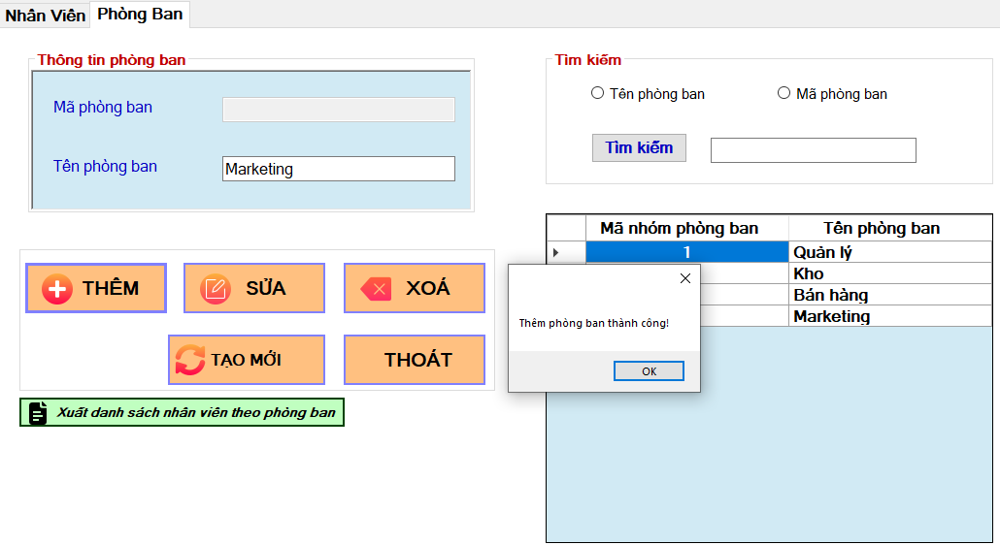 Nhân Viên Phòng Ban
Thông tin phòng ban
Mã phòng ban
Tên phòng ban Marketing
THÊM SỬA XOÁ
TẠO MỚI THOÁT
Xuất danh sách nhân viên theo phòng ban
Tìm kiếm
Tên phòng ban Mã phòng ban
Tìm kiếm
Mã nhóm phòng ban Tên phòng ban
1 Quản lý
Kho
Bán hàng
Marketing
Thêm phòng ban thành công!
OK